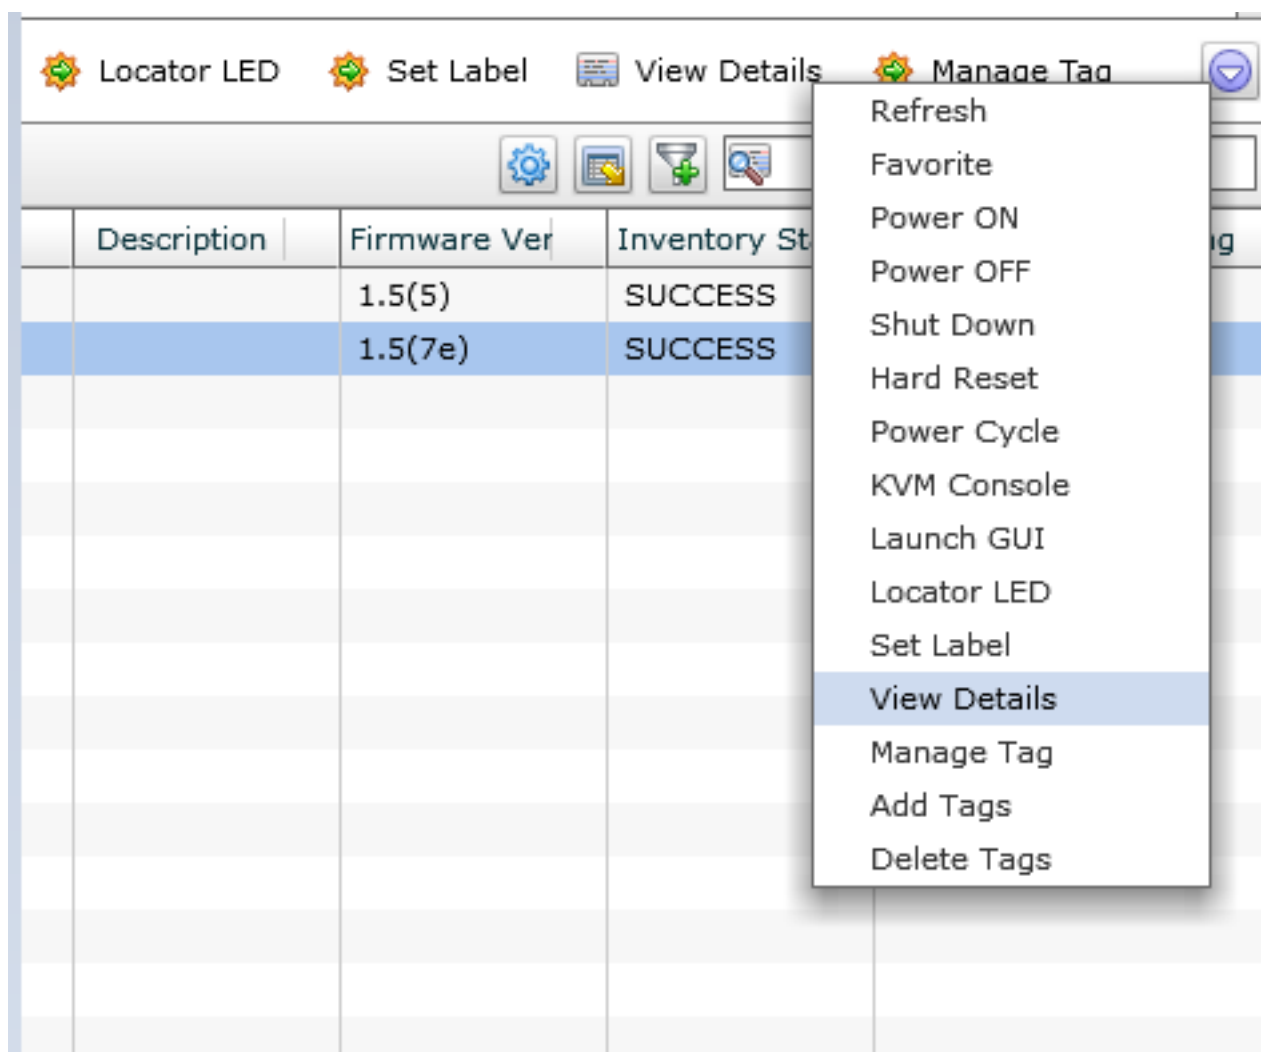 Locator LED Set Label View Details Manage Tag
Refresh
Favorite
Power ON
Power OFF
Shut Down
Hard Reset
Power Cycle
KVM Console
Launch GUI
Locator LED
Set Label
View Details
Manage Tag
Add Tags
Delete Tags
Description Firmware Ver Inventory St
1.5(5) SUCCESS
1.5(7e) SUCCESS